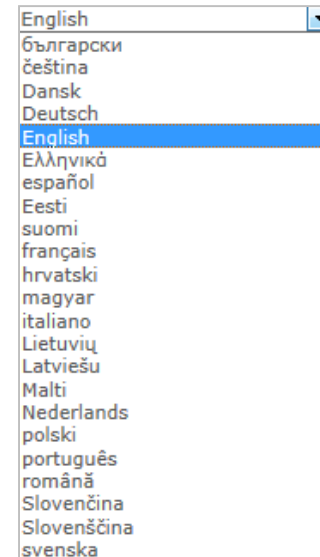 English
български
čeština
Dansk
Deutsch
English
Ελληνικά
español
Eesti
suomi
français
hrvatski
magyar
italiano
Lietuvių
Latviešu
Malti
Nederlands
polski
português
română
Slovenčina
Slovenščina
svenska